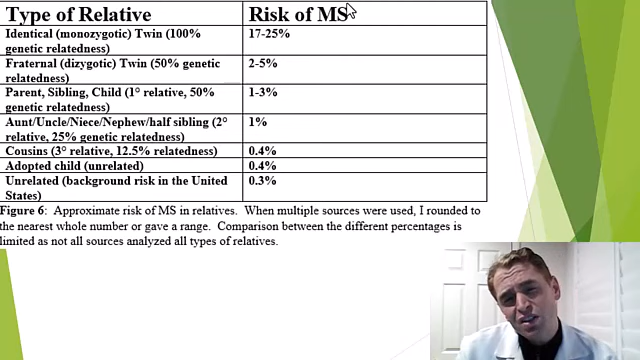 Type of Relative Risk of MS
Identical (monozygotic) Twin (100% 17-25%
genetic relatedness)
Fraternal (dizygotic) Twin (50% genetic 2-5%
relatedness)
Parent, Sibling, Child (1° relative, 50% 1-3%
genetic relatedness)
Aunt/Uncle/Niece/Nephew/half sibling (2° 1%
relative, 25% genetic relatedness)
Cousins (3° relative, 12.5% relatedness) 0.4%
Adopted child (unrelated) 0.4%
Unrelated (background risk in the United 0.3%
States)
Figure 6: Approximate risk of MS in relatives. When multiple sources were used, I rounded to
the nearest whole number or gave a range. Comparison between the different percentages is
limited as not all sources analyzed all types of relatives.